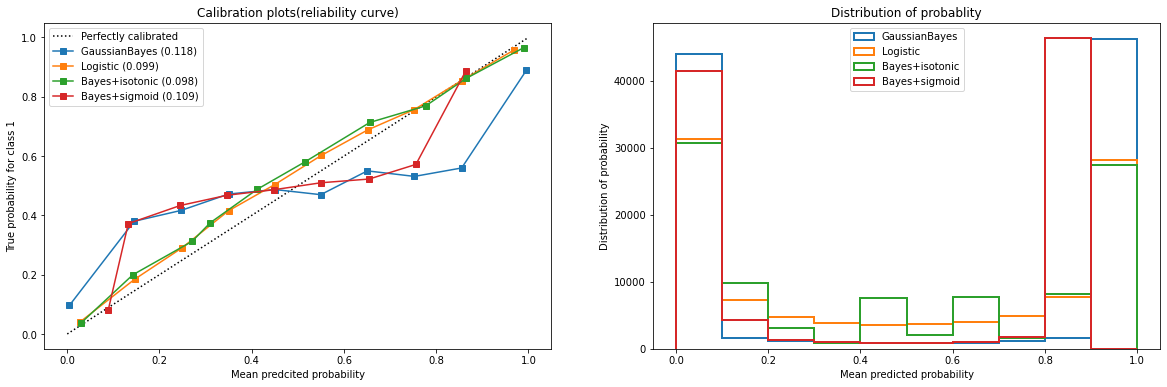 Calibration plots(reliability curve)
1.0
0.8
0.6
0.4
0.2
0.0
True probability for class 1
Perfectly calibrated
GaussianBayes (0.118)
Logistic (0.099)
Bayes+isotonic (0.098)
Bayes+sigmoid (0.109)
0.0 0.2 0.4 0.6 0.8 1.0
Mean predcited probability
Distribution of probablity
40000
30000
20000
10000
0
Distribution of probability
GaussianBayes
Logistic
Bayes+isotonic
Bayes+sigmoid
0.0 0.2 0.4 0.6 0.8 1.0
Mean predicted probability